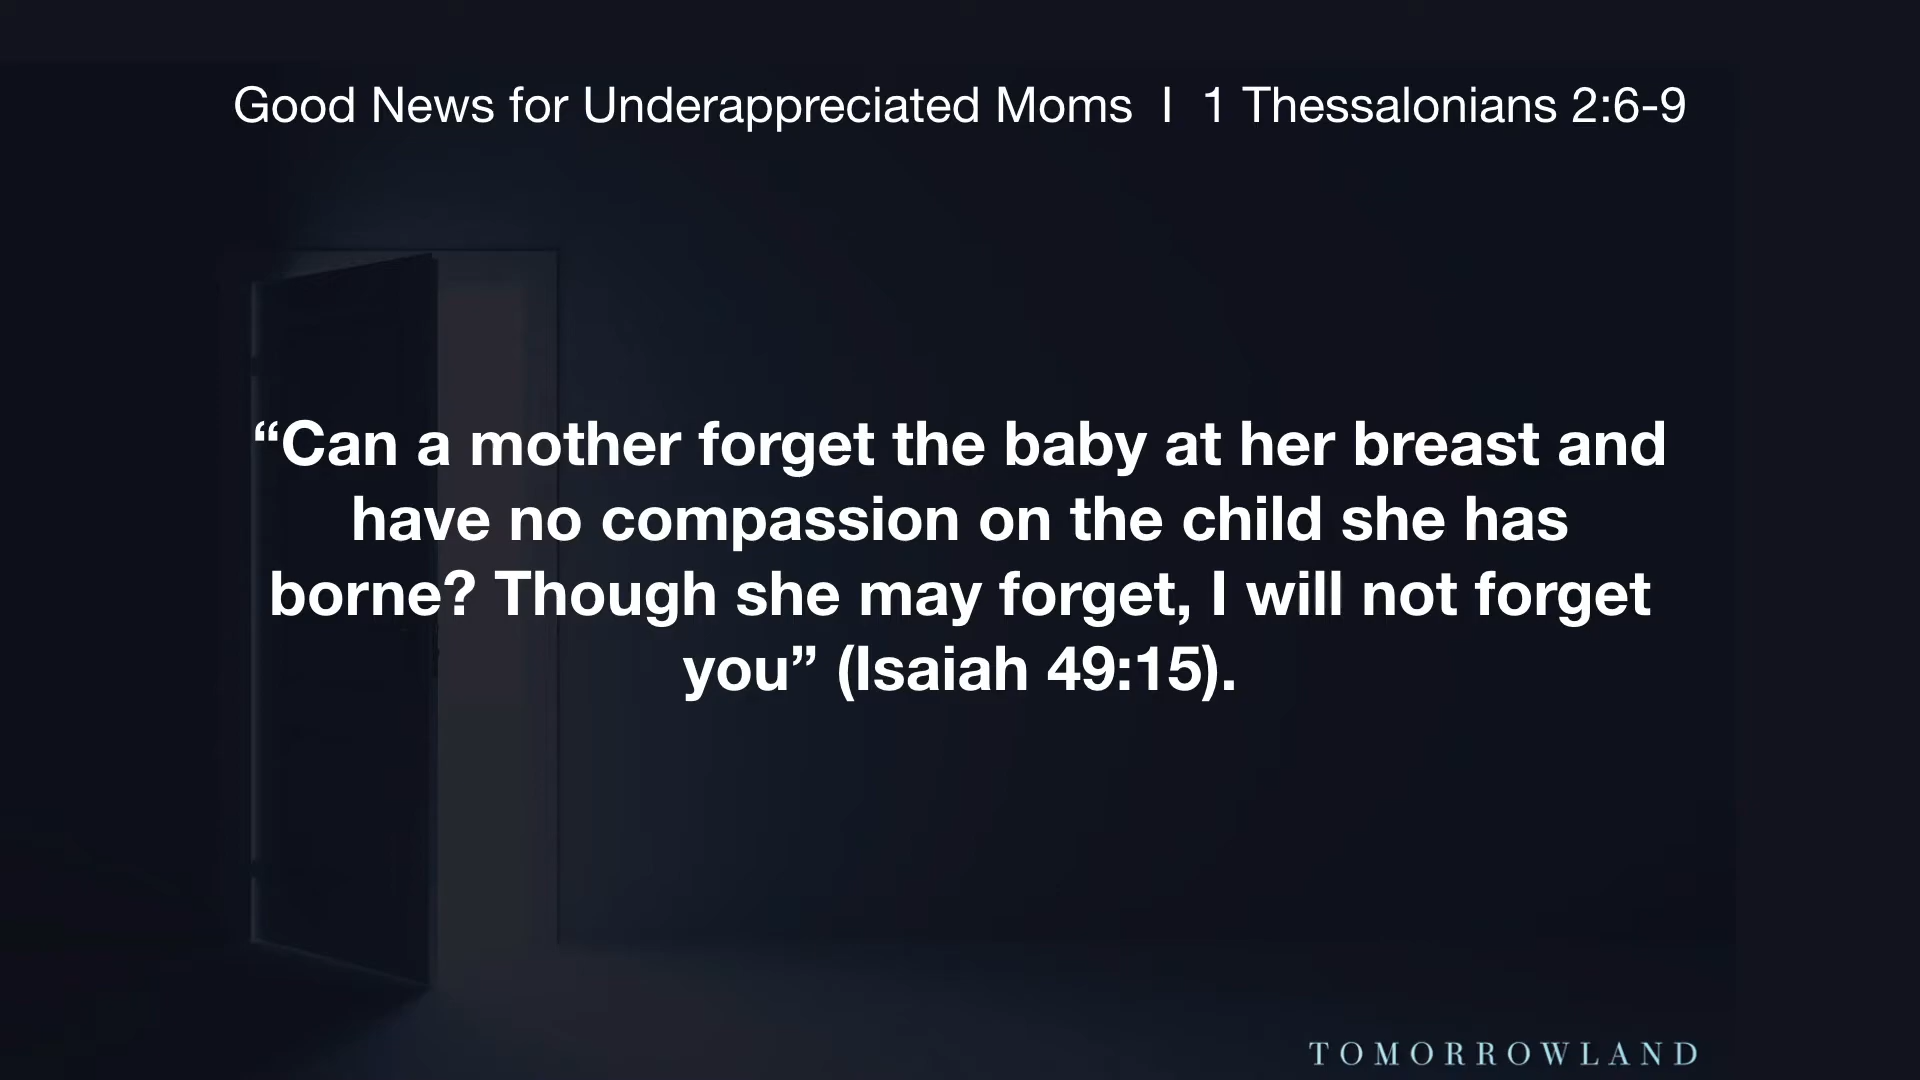 Good News for Underappreciated Moms I 1 Thessalonians 2:6-9
“Can a mother forget the baby at her breast and
have no compassion on the child she has
borne? Though she may forget, I will not forget
you” (Isaiah 49:15).
TOMORROWLAND